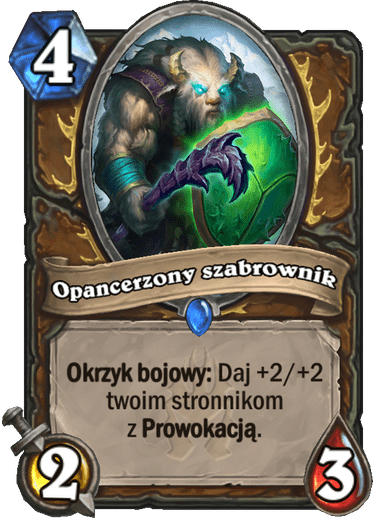 4
Opancerzony szabrownik
Okrzyk bojowy: Daj +2/+2
twoim stronnikom
z Prowokacją.
2
3